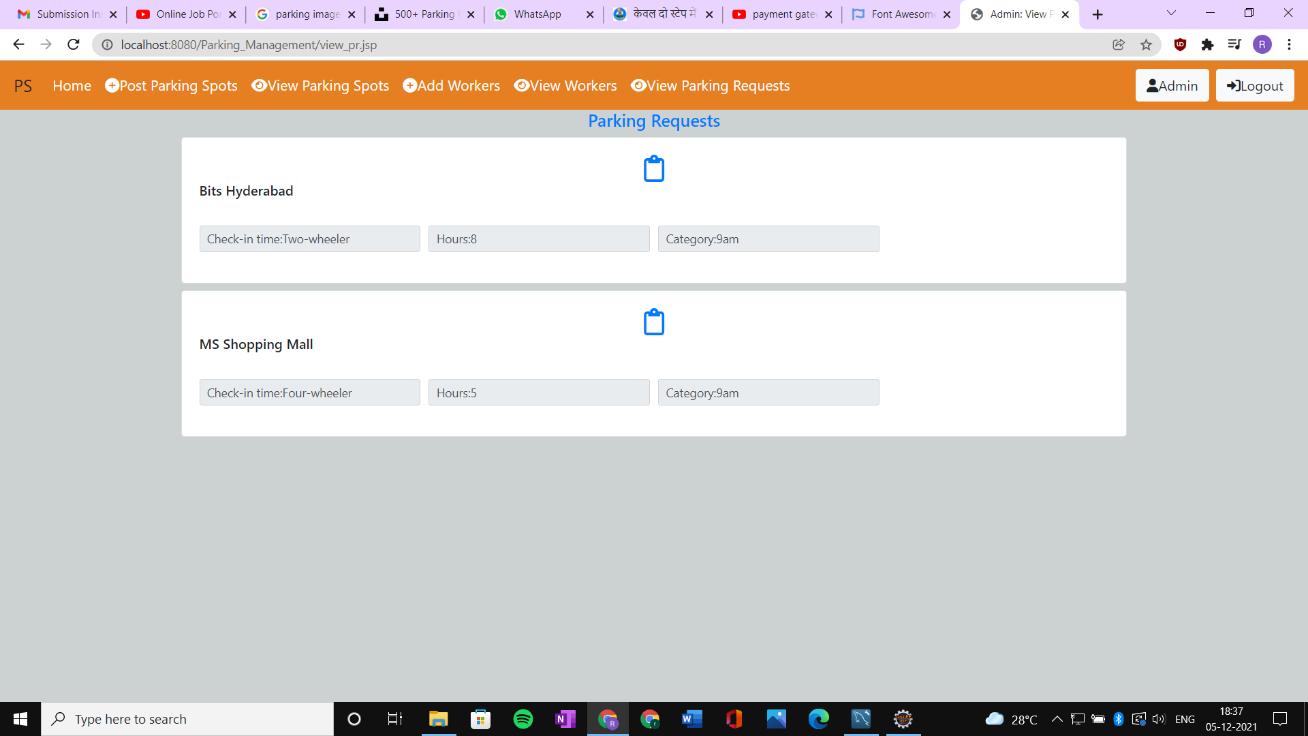 Submission In
Online Job Po
parking image
500+ Parking
WhatsApp
केवल दो स्टेप में
payment gate
Font Awesom
Admin: View P
localhost:8080/Parking_Management/view_pr.jsp
R
PS Home Post Parking Spots View Parking Spots Add Workers View Workers View Parking Requests Admin Logout
Parking Requests
Bits Hyderabad
Check-in time:Two-wheeler Hours:8 Category:9am
MS Shopping Mall
Check-in time:Four-wheeler Hours:5 Category:9am
Type here to search
28°C
ENG
18:37
05-12-2021